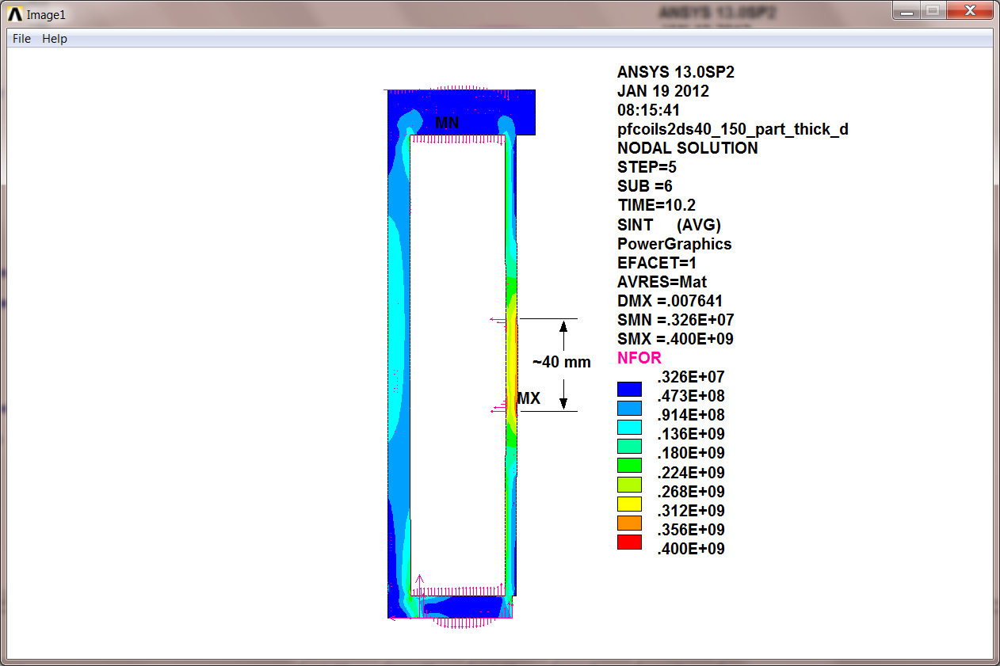 Image1
File Help
ANSYS 13.0SP2
ANSYS 13.0SP2
JAN 19 2012
08:15:41
pfcoils2ds40_150_part_thick_d
NODAL SOLUTION
STEP=5
SUB =6
TIME=10.2
SINT (AVG)
PowerGraphics
EFACET=1
AVRES=Mat
DMX =.007641
SMN =.326E+07
SMX =.400E+09
NFOR
.326E+07
.473E+08
.914E+08
.136E+09
.180E+09
.224E+09
.268E+09
.312E+09
.356E+09
.400E+09
MN
~40 mm
MX